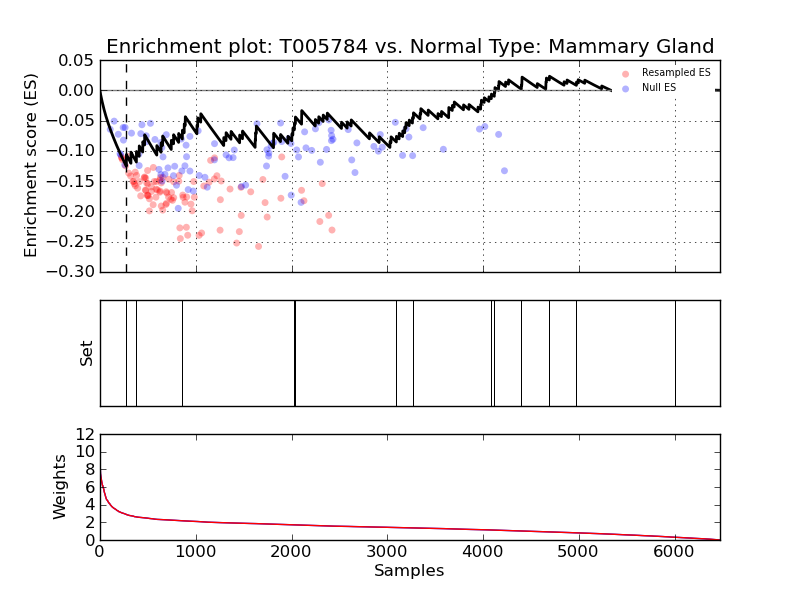 Enrichment plot: T005784 vs. Normal Type: Mammary Gland
Enrichment score (ES)
0.05
0.00
−0.05
−0.10
−0.15
−0.20
−0.25
−0.30
Resampled ES
Null ES
Set
Weights
12
10
8
6
4
2
0
0 1000 2000 3000 4000 5000 6000
Samples